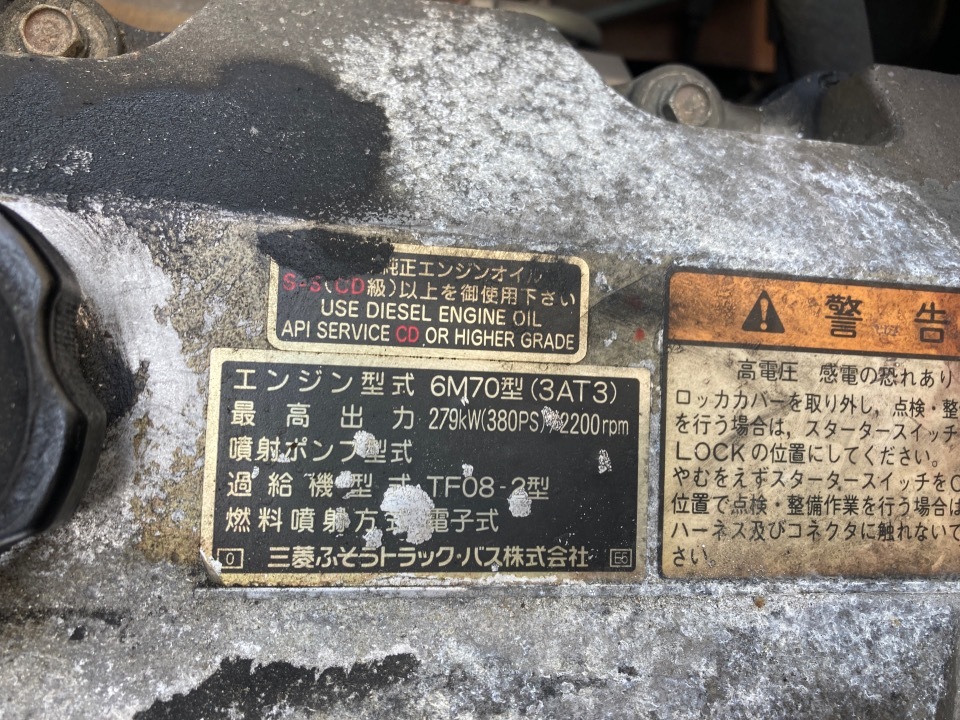 純正エンジンオイル
S-3(CD級)以上を御使用下さい
USE DIESEL ENGINE OIL
API SERVICE CD OR HIGHER GRADE
エンジン型式 6M70型(3AT3)
最高出力 279kW(380PS)/2200rpm
噴射ポンプ型式
過給機型式 TF08-2型
燃料噴射方式 電子式
0 三菱ふそうトラック・バス株式会社 E5
警告
高電圧 感電の恐れあり
ロッカカバーを取り外し,点検・整
を行う場合は,スタータースイッチ
LOCKの位置にしてください。
やむをえずスタータースイッチをO
位置で点検・整備作業を行う場合は
ハーネス及びコネクタに触れないで
さい。